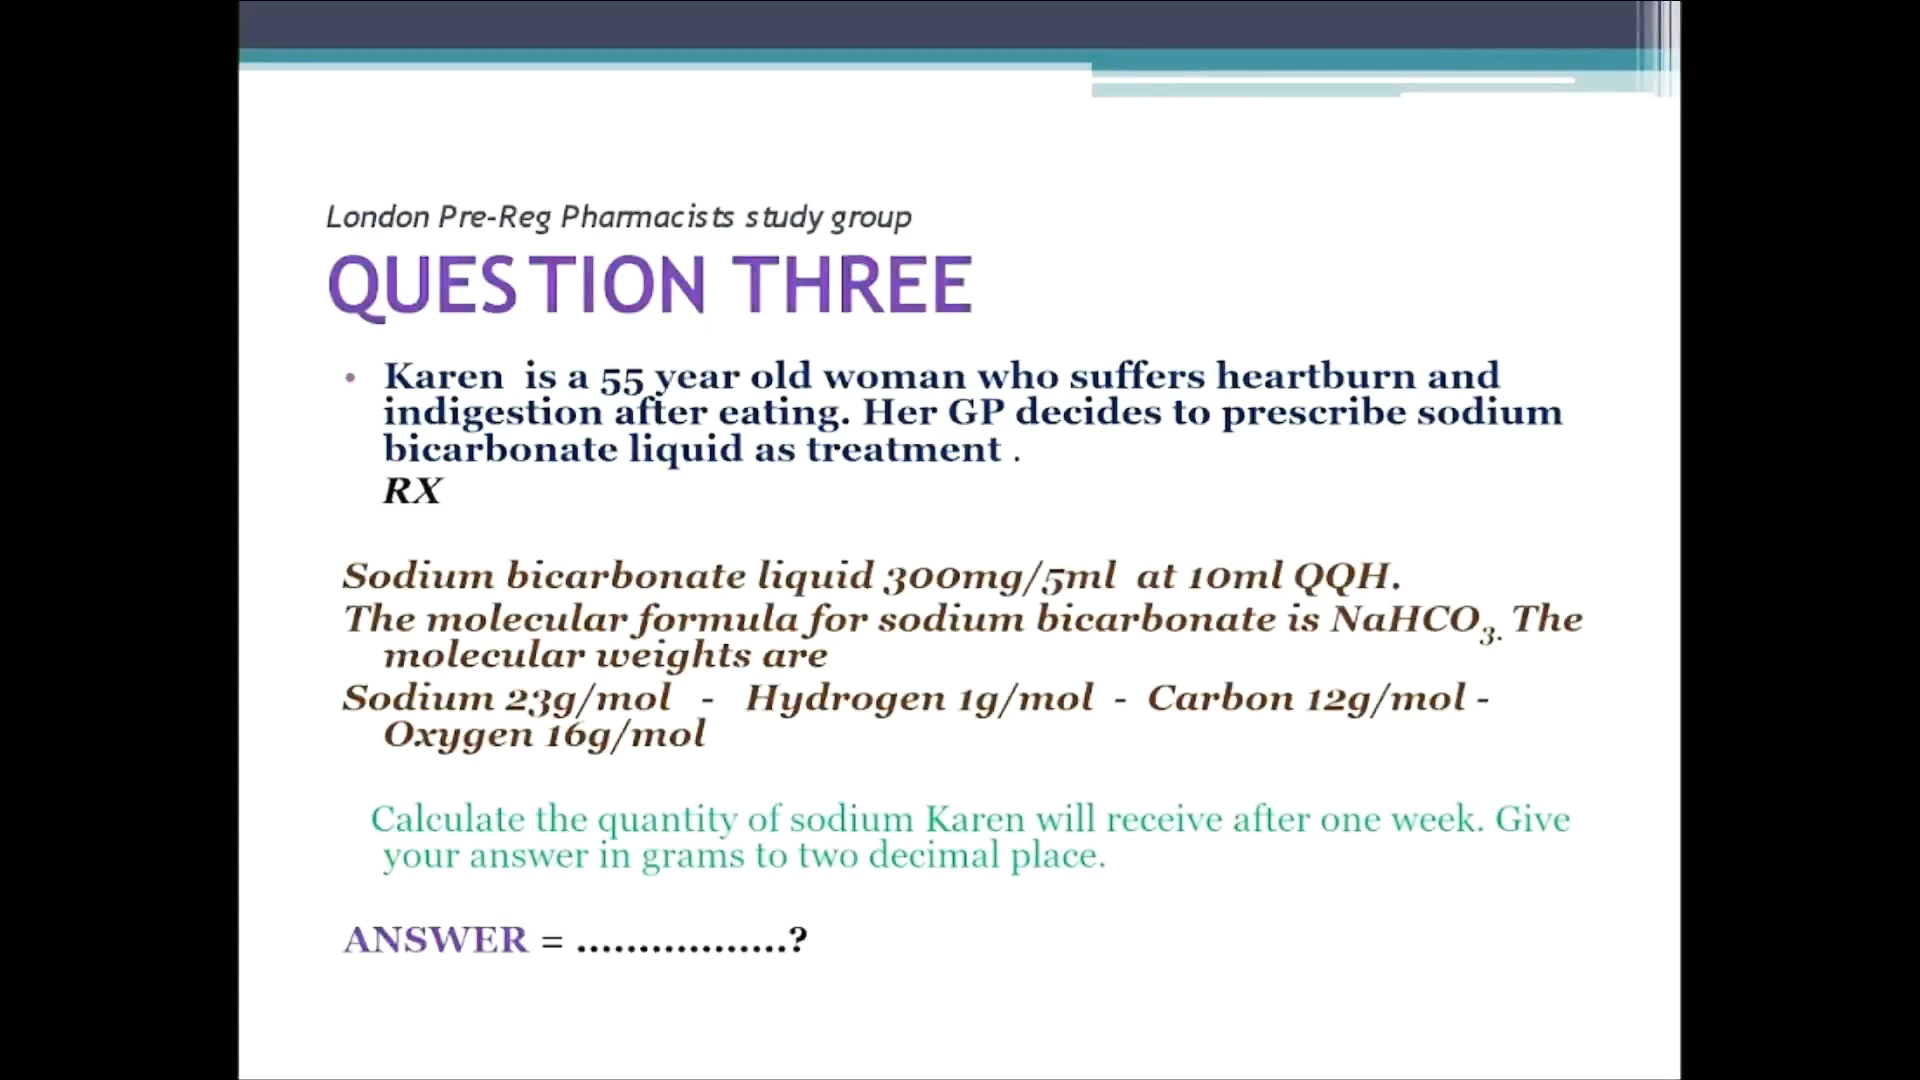 London Pre-Reg Pharmacists study group
QUESTION THREE
• Karen is a 55 year old woman who suffers heartburn and
indigestion after eating. Her GP decides to prescribe sodium
bicarbonate liquid as treatment .
RX
Sodium bicarbonate liquid 300mg/5ml at 10ml QQH.
The molecular formula for sodium bicarbonate is NaHCO₃. The
molecular weights are
Sodium 23g/mol - Hydrogen 1g/mol - Carbon 12g/mol -
Oxygen 16g/mol
Calculate the quantity of sodium Karen will receive after one week. Give
your answer in grams to two decimal place.
ANSWER = .................?